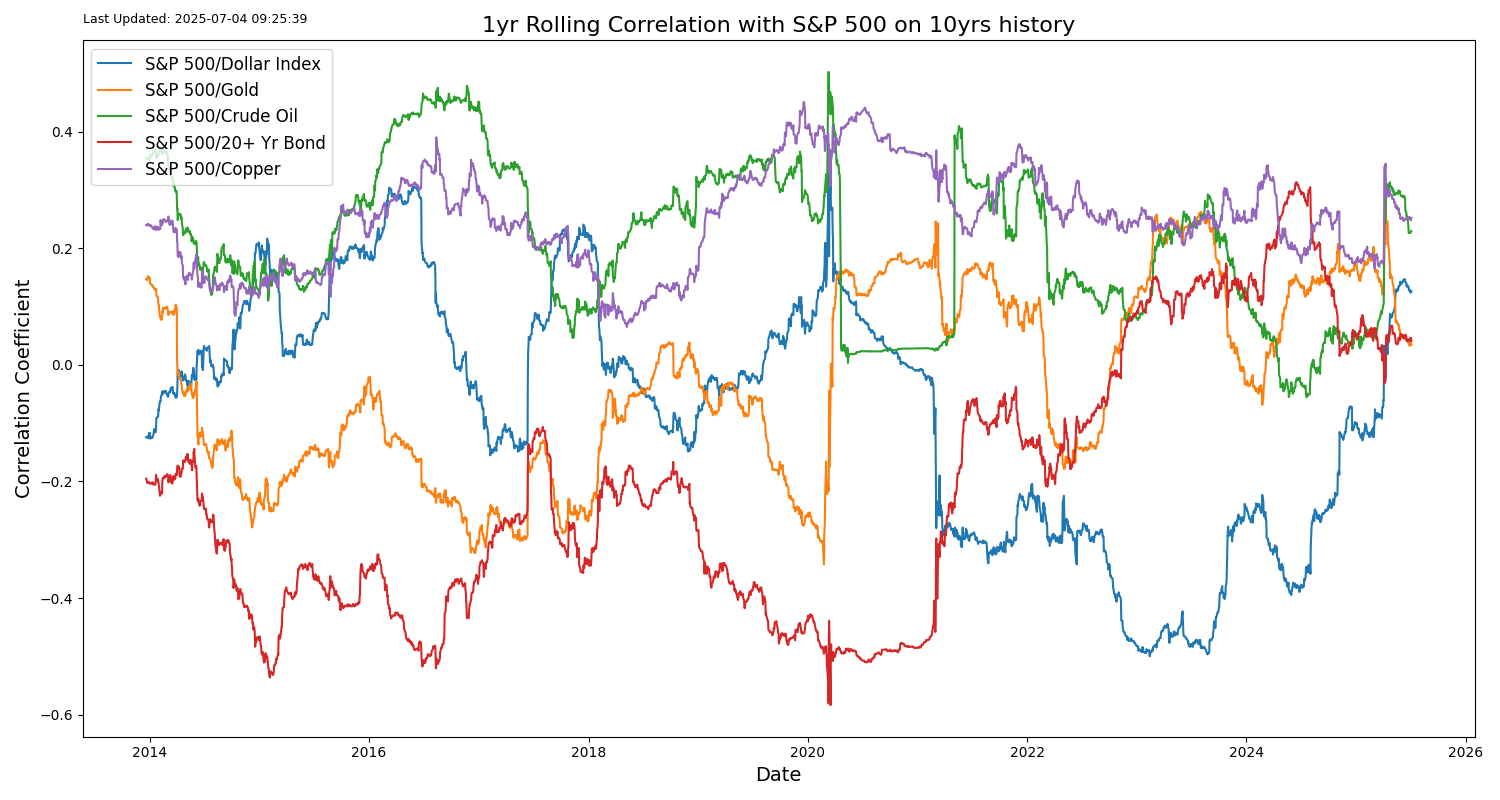 Last Updated: 2025-07-04 09:25:39
1yr Rolling Correlation with S&P 500 on 10yrs history
S&P 500/Dollar Index
S&P 500/Gold
S&P 500/Crude Oil
S&P 500/20+ Yr Bond
S&P 500/Copper
Correlation Coefficient
0.4
0.2
0.0
−0.2
−0.4
−0.6
2014 2016 2018 2020 2022 2024 2026
Date